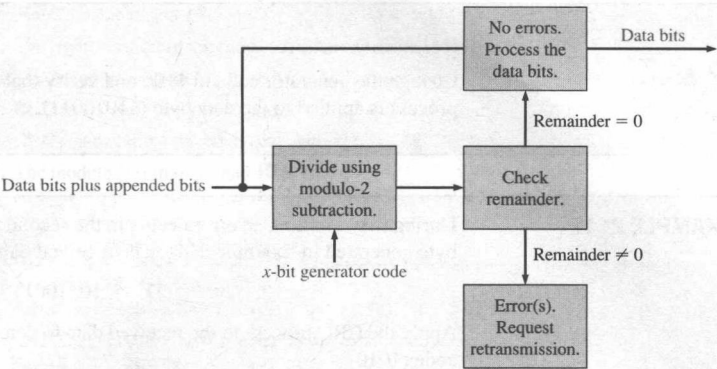 No errors.
Process the
data bits.
Data bits
Remainder = 0
Data bits plus appended bits
Divide using
modulo-2
subtraction.
Check
remainder.
x-bit generator code
Remainder ≠ 0
Error(s).
Request
retransmission.